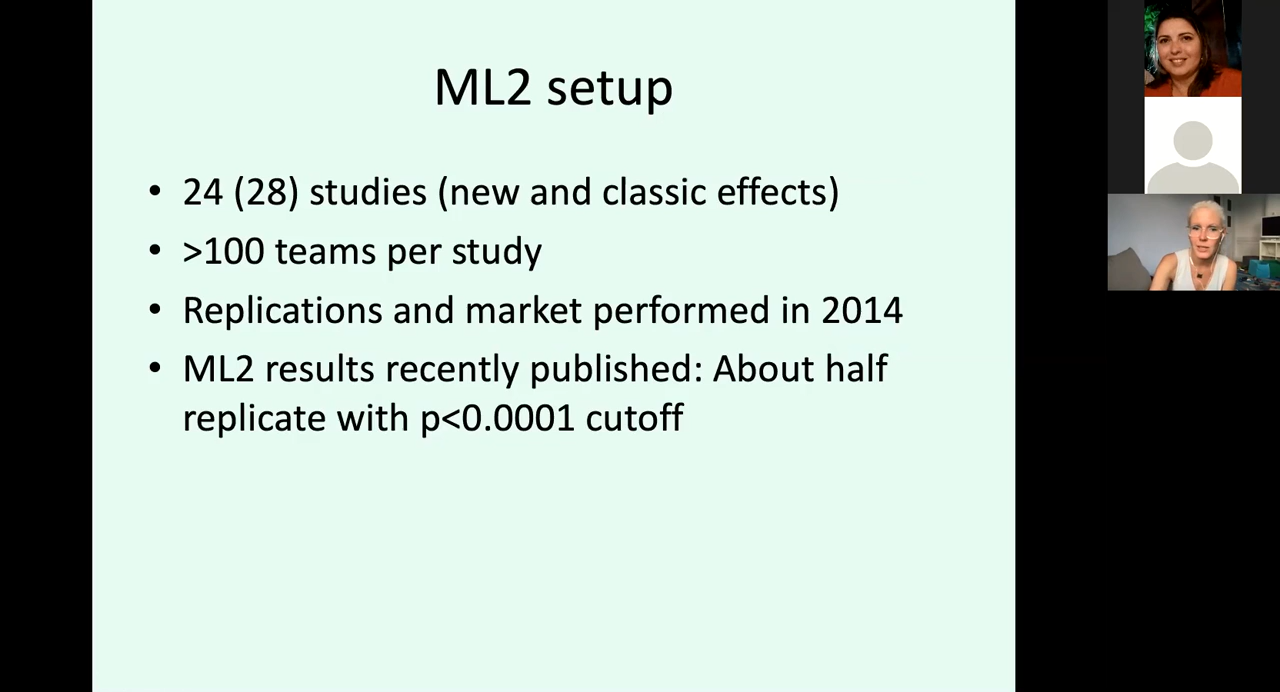 ML2 setup
• 24 (28) studies (new and classic effects)
• >100 teams per study
• Replications and market performed in 2014
• ML2 results recently published: About half
replicate with p<0.0001 cutoff